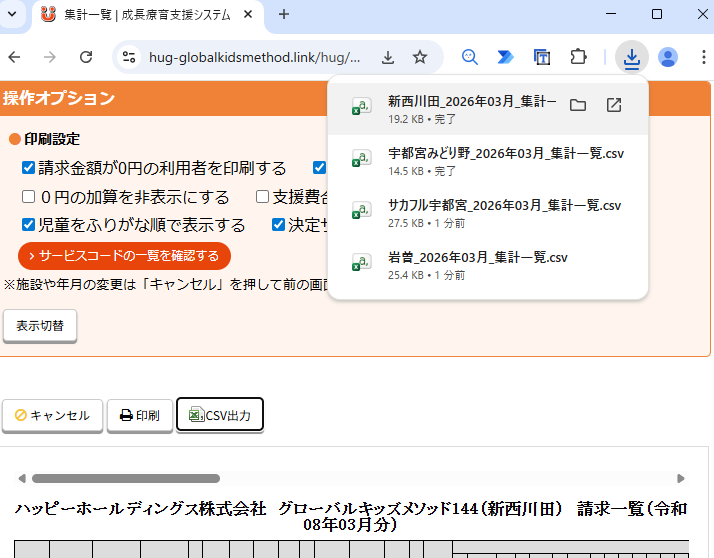 集計一覧 | 成長療育支援システム
hug-globalkidsmethod.link/hug/...
操作オプション
新西川田_2026年03月_集計一
19.2 KB • 完了
印刷設定
宇都宮みどり野_2026年03月_集計一覧.csv
14.5 KB • 完了
請求金額が0円の利用者を印刷する
０円の加算を非表示にする
支援費合
サカフル宇都宮_2026年03月_集計一覧.csv
27.5 KB • 1 分前
児童をふりがな順で表示する
決定サ
サービスコードの一覧を確認する
岩曽_2026年03月_集計一覧.csv
25.4 KB • 1 分前
※施設や年月の変更は「キャンセル」を押して前の画面
表示切替
キャンセル
印刷
CSV出力
ハッピーホールディングス株式会社　グローバルキッズメソッド144（新西川田）　請求一覧（令和
08年03月分）